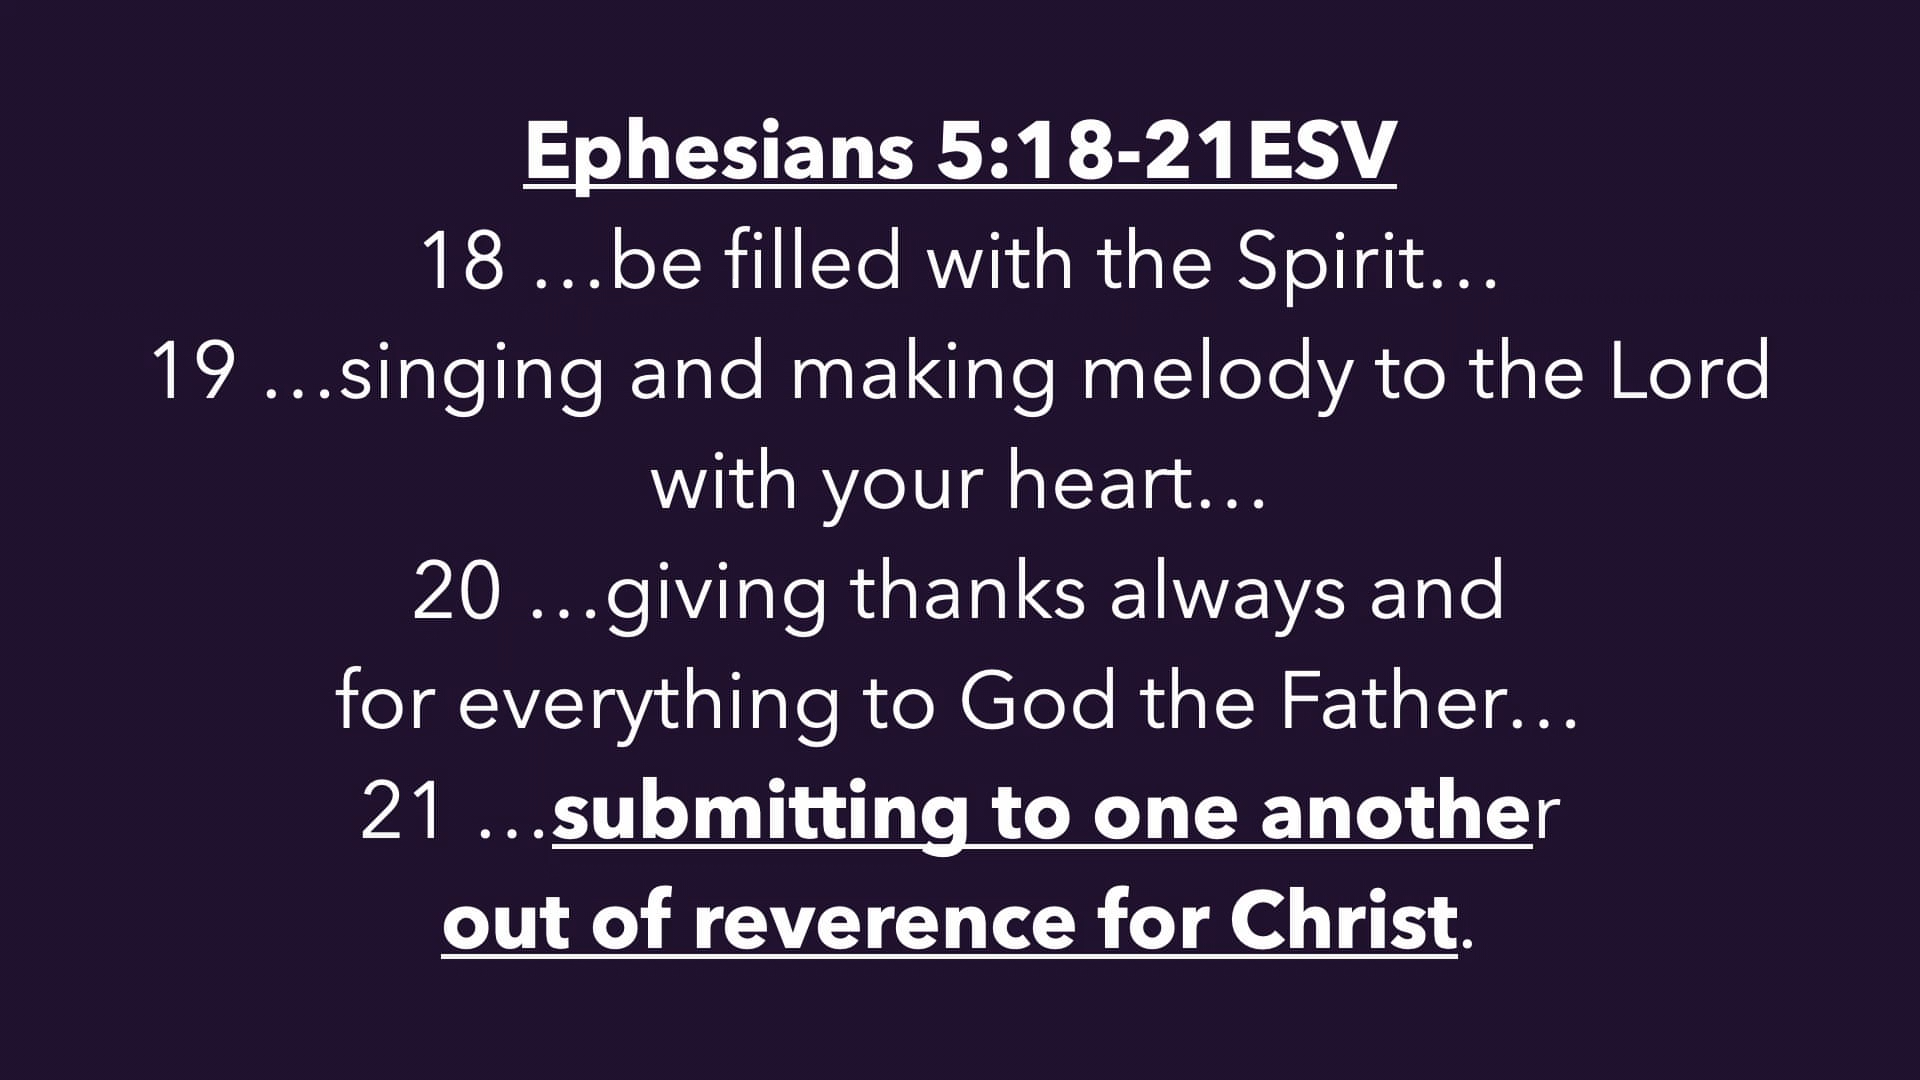 Ephesians 5:18-21ESV
18 …be filled with the Spirit…
19 …singing and making melody to the Lord
with your heart…
20 …giving thanks always and
for everything to God the Father…
21 …submitting to one another
out of reverence for Christ.